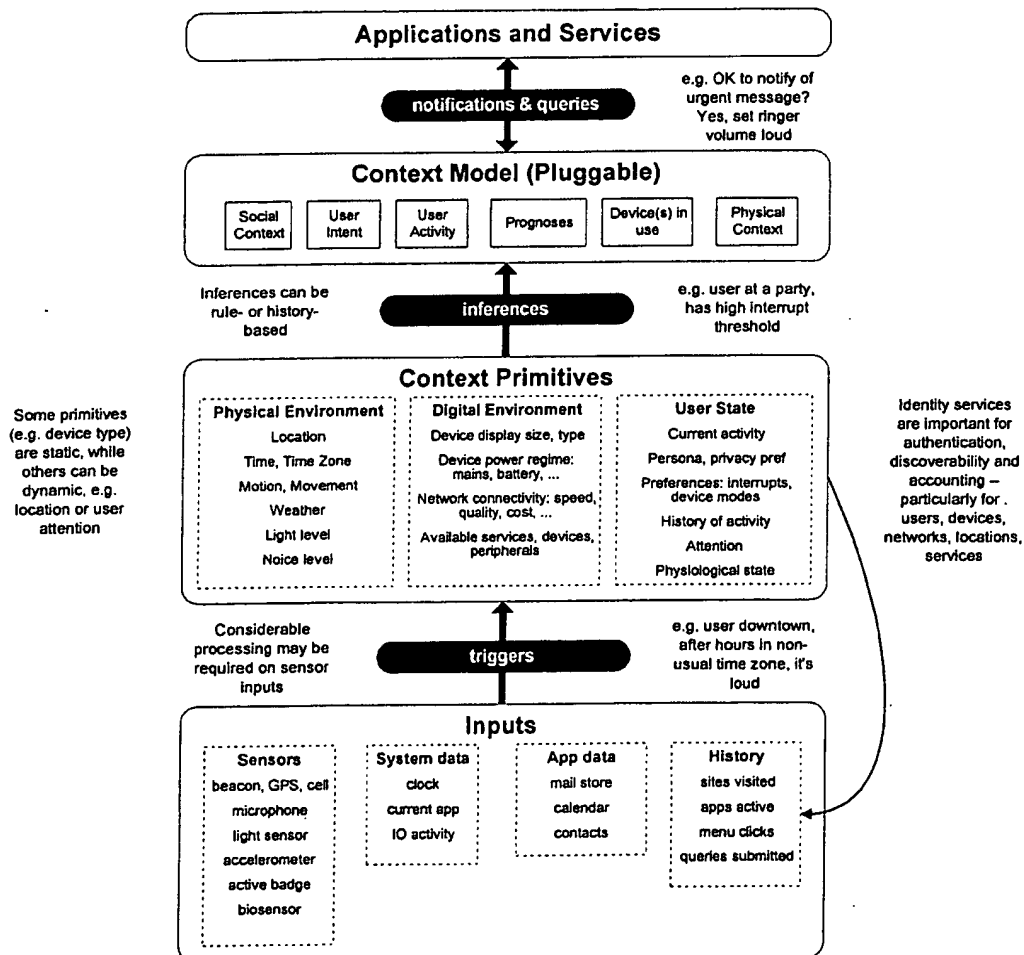 Applications and Services
notifications & queries
e.g. OK to notify of
urgent message?
Yes, set ringer
volume loud
Context Model (Pluggable)
Social
Context
User
Intent
User
Activity
Prognoses
Device(s) in
use
Physical
Context
Inferences can be
rule- or history-
based
inferences
e.g. user at a party,
has high interrupt
threshold
Context Primitives
Some primitives
(e.g. device type)
are static, while
others can be
dynamic, e.g.
location or user
attention
Physical Environment
Location
Time, Time Zone
Motion, Movement
Weather
Light level
Noice level
Digital Environment
Device display size, type
Device power regime:
mains, battery, ...
Network connectivity: speed,
quality, cost, ...
Available services, devices,
peripherals
User State
Current activity
Persona, privacy pref
Preferences: interrupts,
device modes
History of activity
Attention
Physiological state
Identity services
are important for
authentication,
discoverability and
accounting –
particularly for
users, devices,
networks, locations,
services
Considerable
processing may be
required on sensor
inputs
triggers
e.g. user downtown,
after hours in non-
usual time zone, it's
loud
Inputs
Sensors
beacon, GPS, cell
microphone
light sensor
accelerometer
active badge
biosensor
System data
clock
current app
IO activity
App data
mail store
calendar
contacts
History
sites visited
apps active
menu clicks
queries submitted